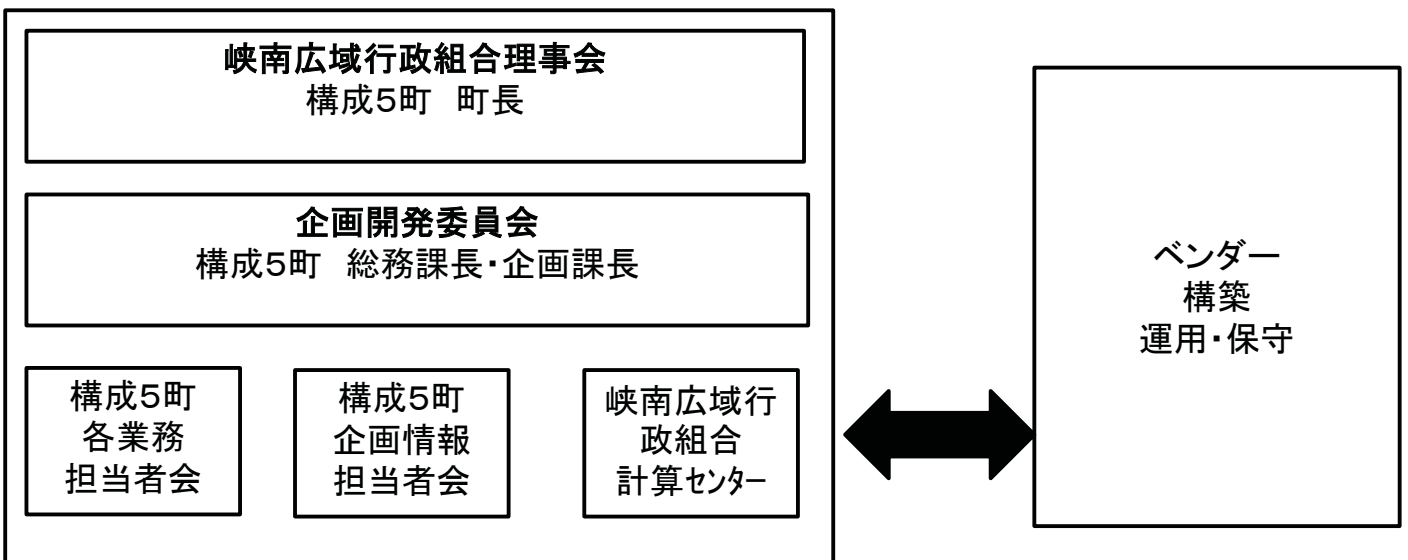 峡南広域行政組合理事会
構成5町 町長
企画開発委員会
構成5町 総務課長・企画課長
構成5町
各業務
担当者会
構成5町
企画情報
担当者会
峡南広域行
政組合
計算センター
ベンダー
構築
運用・保守